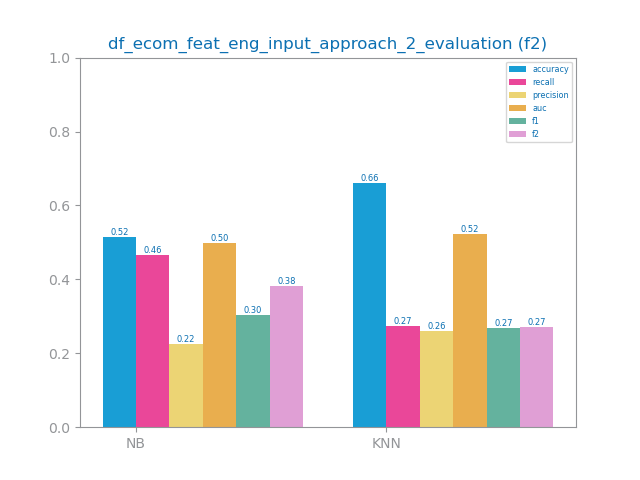 df_ecom_feat_eng_input_approach_2_evaluation (f2)
1.0
0.8
0.6
0.4
0.2
0.0
accuracy
recall
precision
auc
f1
f2
0.52
0.46
0.22
0.50
0.30
0.38
0.66
0.27
0.26
0.52
0.27
0.27
NB
KNN